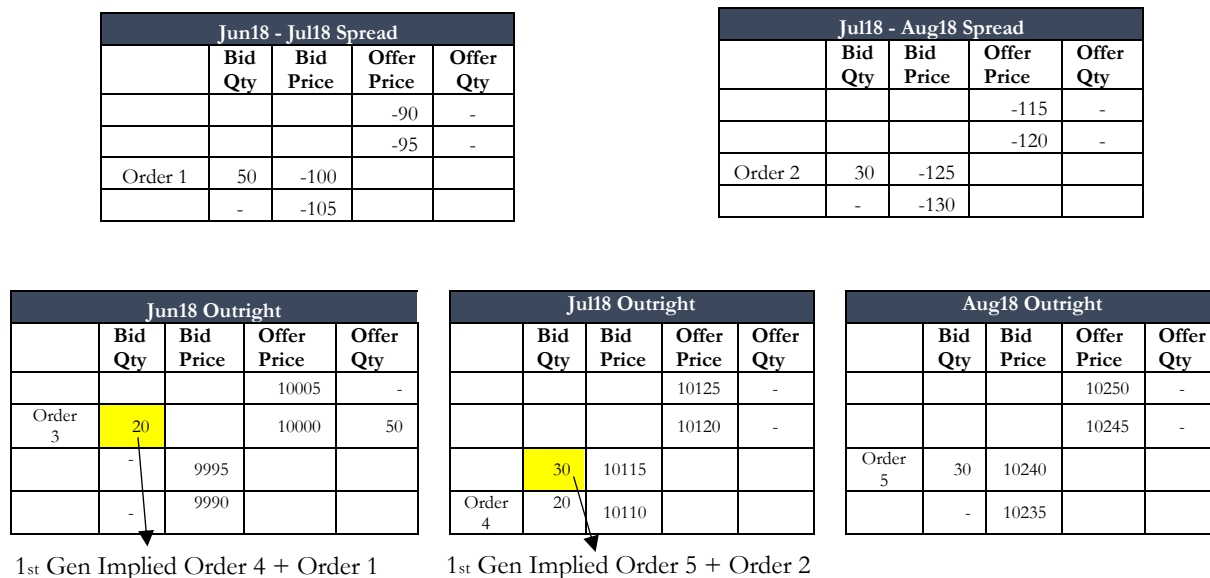 Jun18 - Jul18 Spread
Bid Qty Bid Price Offer Price Offer Qty
-90 -
-95 -
Order 1 50 -100
- -105
Jul18 - Aug18 Spread
Bid Qty Bid Price Offer Price Offer Qty
-115 -
-120 -
Order 2 30 -125
- -130
Jun18 Outright
Bid Qty Bid Price Offer Price Offer Qty
10005 -
Order 3 20 10000 50
- 9995
- 9990
1st Gen Implied Order 4 + Order 1
Jul18 Outright
Bid Qty Bid Price Offer Price Offer Qty
10125 -
10120 -
30 10115
Order 4 20 10110
1st Gen Implied Order 5 + Order 2
Aug18 Outright
Bid Qty Bid Price Offer Price Offer Qty
10250 -
10245 -
Order 5 30 10240
- 10235